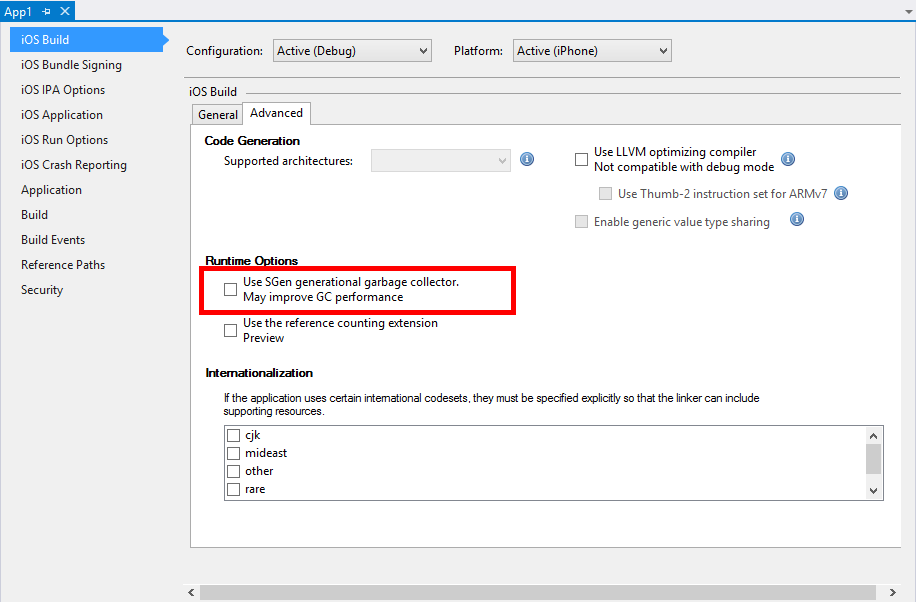 App1
iOS Build
iOS Bundle Signing
iOS IPA Options
iOS Application
iOS Run Options
iOS Crash Reporting
Application
Build
Build Events
Reference Paths
Security
Configuration: Active (Debug) Platform: Active (iPhone)
iOS Build
General Advanced
Code Generation
Supported architectures:
Use LLVM optimizing compiler
Not compatible with debug mode
Use Thumb-2 instruction set for ARMv7
Enable generic value type sharing
Runtime Options
Use SGen generational garbage collector.
May improve GC performance
Use the reference counting extension
Preview
Internationalization
If the application uses certain international codesets, they must be specified explicitly so that the linker can include
supporting resources.
cjk
mideast
other
rare